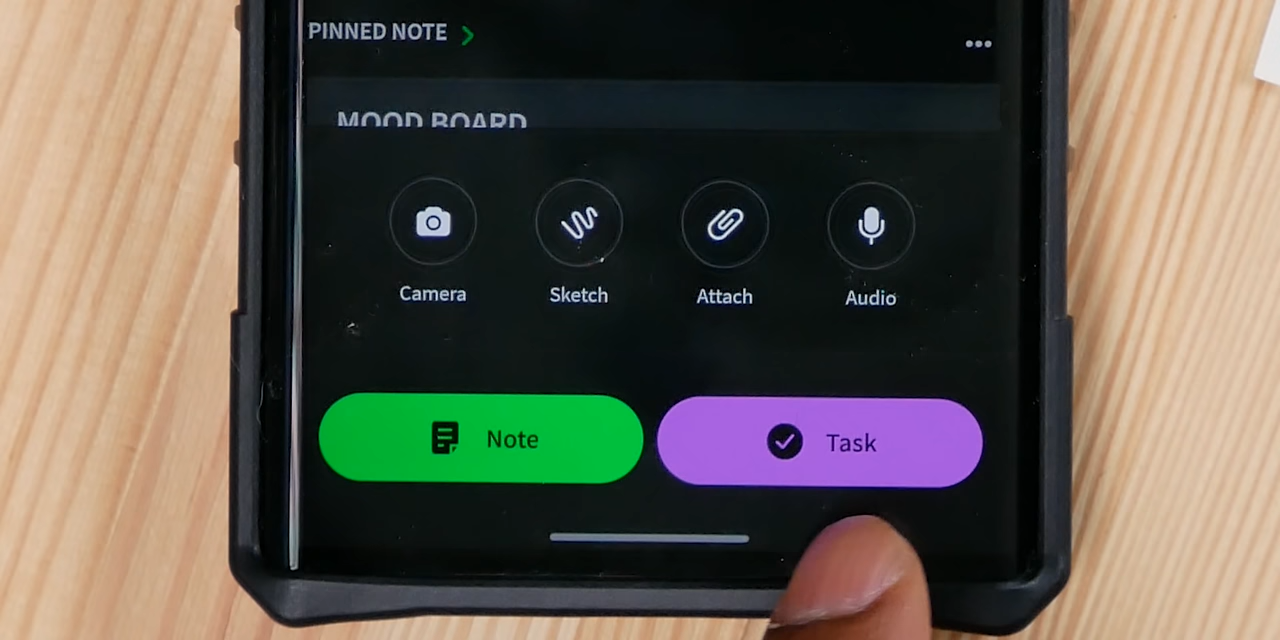 PINNED NOTE
MOOD BOARD
Camera Sketch Attach Audio
Note Task